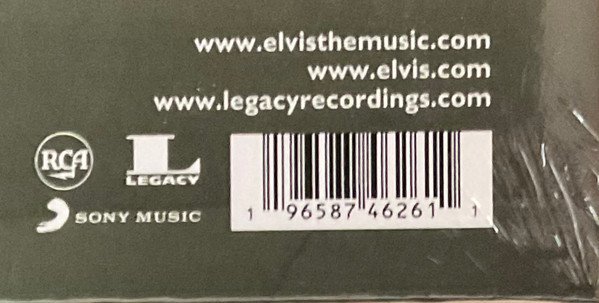 www.elvisthemusic.com
www.elvis.com
www.legacyrecordings.com
RCA
L
LEGACY
SONY MUSIC
1 96587 46261 1